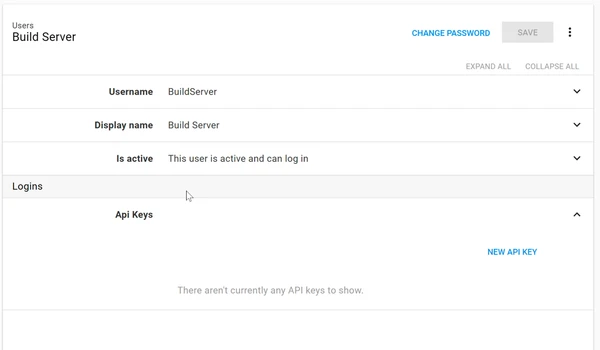 Users
Build Server
CHANGE PASSWORD
SAVE
EXPAND ALL COLLAPSE ALL
Username BuildServer
Display name Build Server
Is active This user is active and can log in
Logins
Api Keys
NEW API KEY
There aren't currently any API keys to show.